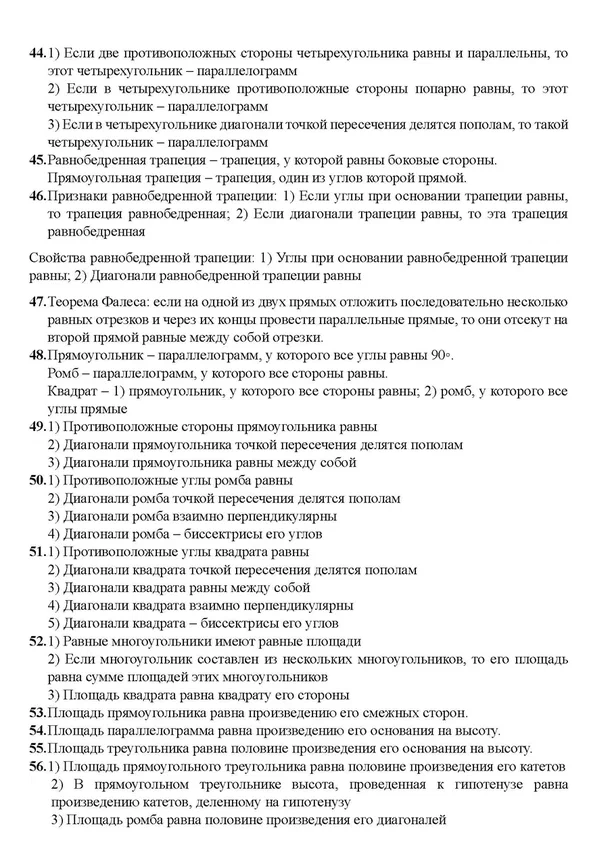 44.1) Если две противоположных стороны четырехугольника равны и параллельны, то
этот четырехугольник – параллелограмм
2) Если в четырехугольнике противоположные стороны попарно равны, то этот
четырехугольник – параллелограмм
3) Если в четырехугольнике диагонали точкой пересечения делятся пополам, то такой
четырехугольник – параллелограмм
45.Равнобедренная трапеция – трапеция, у которой равны боковые стороны.
Прямоугольная трапеция – трапеция, один из углов которой прямой.
46.Признаки равнобедренной трапеции: 1) Если углы при основании трапеции равны,
то трапеция равнобедренная; 2) Если диагонали трапеции равны, то эта трапеция
равнобедренная
Свойства равнобедренной трапеции: 1) Углы при основании равнобедренной трапеции
равны; 2) Диагонали равнобедренной трапеции равны
47.Теорема Фалеса: если на одной из двух прямых отложить последовательно несколько
равных отрезков и через их концы провести параллельные прямые, то они отсекут на
второй прямой равные между собой отрезки.
48.Прямоугольник – параллелограмм, у которого все углы равны 90◦.
Ромб – параллелограмм, у которого все стороны равны.
Квадрат – 1) прямоугольник, у которого все стороны равны; 2) ромб, у которого все
углы прямые
49.1) Противоположные стороны прямоугольника равны
2) Диагонали прямоугольника точкой пересечения делятся пополам
3) Диагонали прямоугольника равны между собой
50.1) Противоположные углы ромба равны
2) Диагонали ромба точкой пересечения делятся пополам
3) Диагонали ромба взаимно перпендикулярны
4) Диагонали ромба – биссектрисы его углов
51.1) Противоположные углы квадрата равны
2) Диагонали квадрата точкой пересечения делятся пополам
3) Диагонали квадрата равны между собой
4) Диагонали квадрата взаимно перпендикулярны
5) Диагонали квадрата – биссектрисы его углов
52.1) Равные многоугольники имеют равные площади
2) Если многоугольник составлен из нескольких многоугольников, то его площадь
равна сумме площадей этих многоугольников
3) Площадь квадрата равна квадрату его стороны
53.Площадь прямоугольника равна произведению его смежных сторон.
54.Площадь параллелограмма равна произведению его основания на высоту.
55.Площадь треугольника равна половине произведения его основания на высоту.
56.1) Площадь прямоугольного треугольника равна половине произведения его катетов
2) В прямоугольном треугольнике высота, проведенная к гипотенузе равна
произведению катетов, деленному на гипотенузу
3) Площадь ромба равна половине произведения его диагоналей